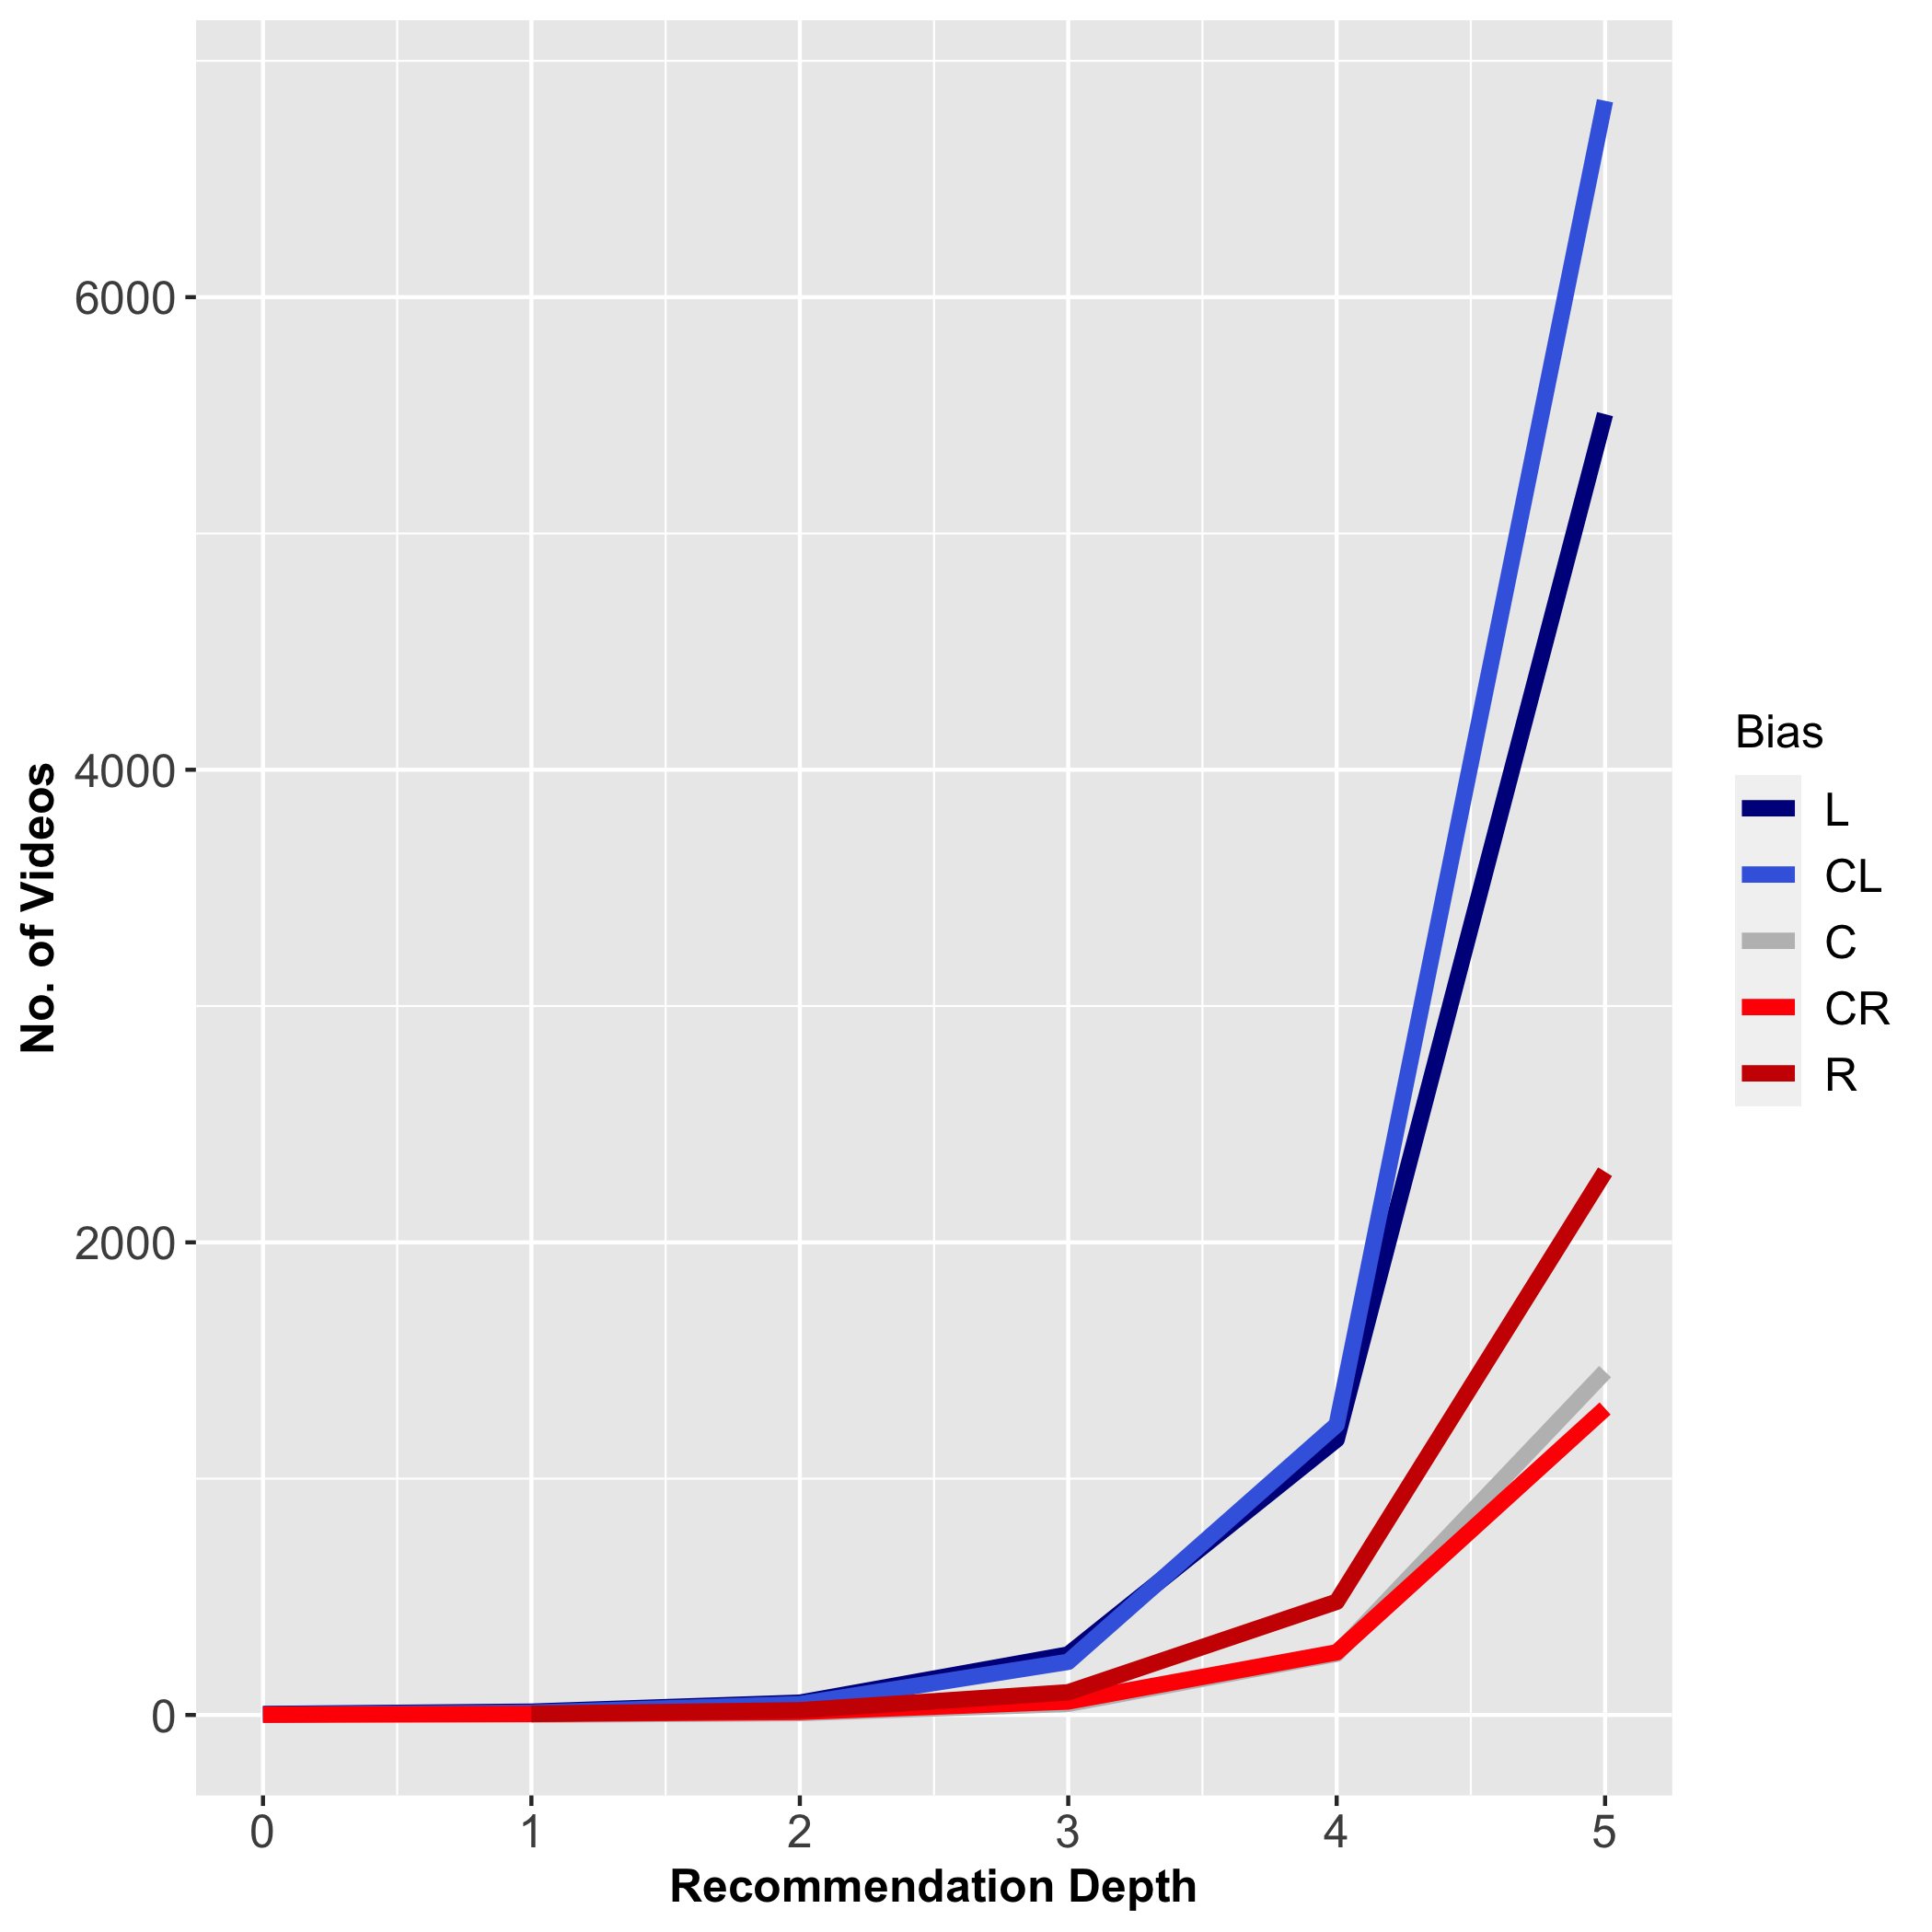 No. of Videos
6000
4000
2000
0
0 1 2 3 4 5
Recommendation Depth
Bias
L
CL
C
CR
R